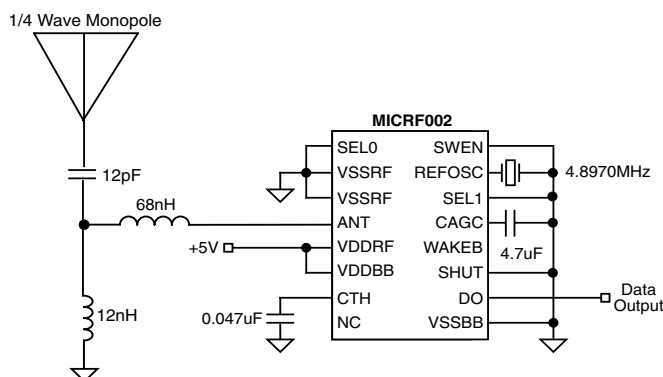 1/4 Wave Monopole
MICRF002
SEL0
SWEN
VSSRF
REFOSC
4.8970MHz
12pF
VSSRF
SEL1
68nH
ANT
CAGC
+5V
VDDRF
WAKEB
4.7uF
VDDBB
SHUT
CTH
DO
Data
Output
12nH
0.047uF
NC
VSSBB